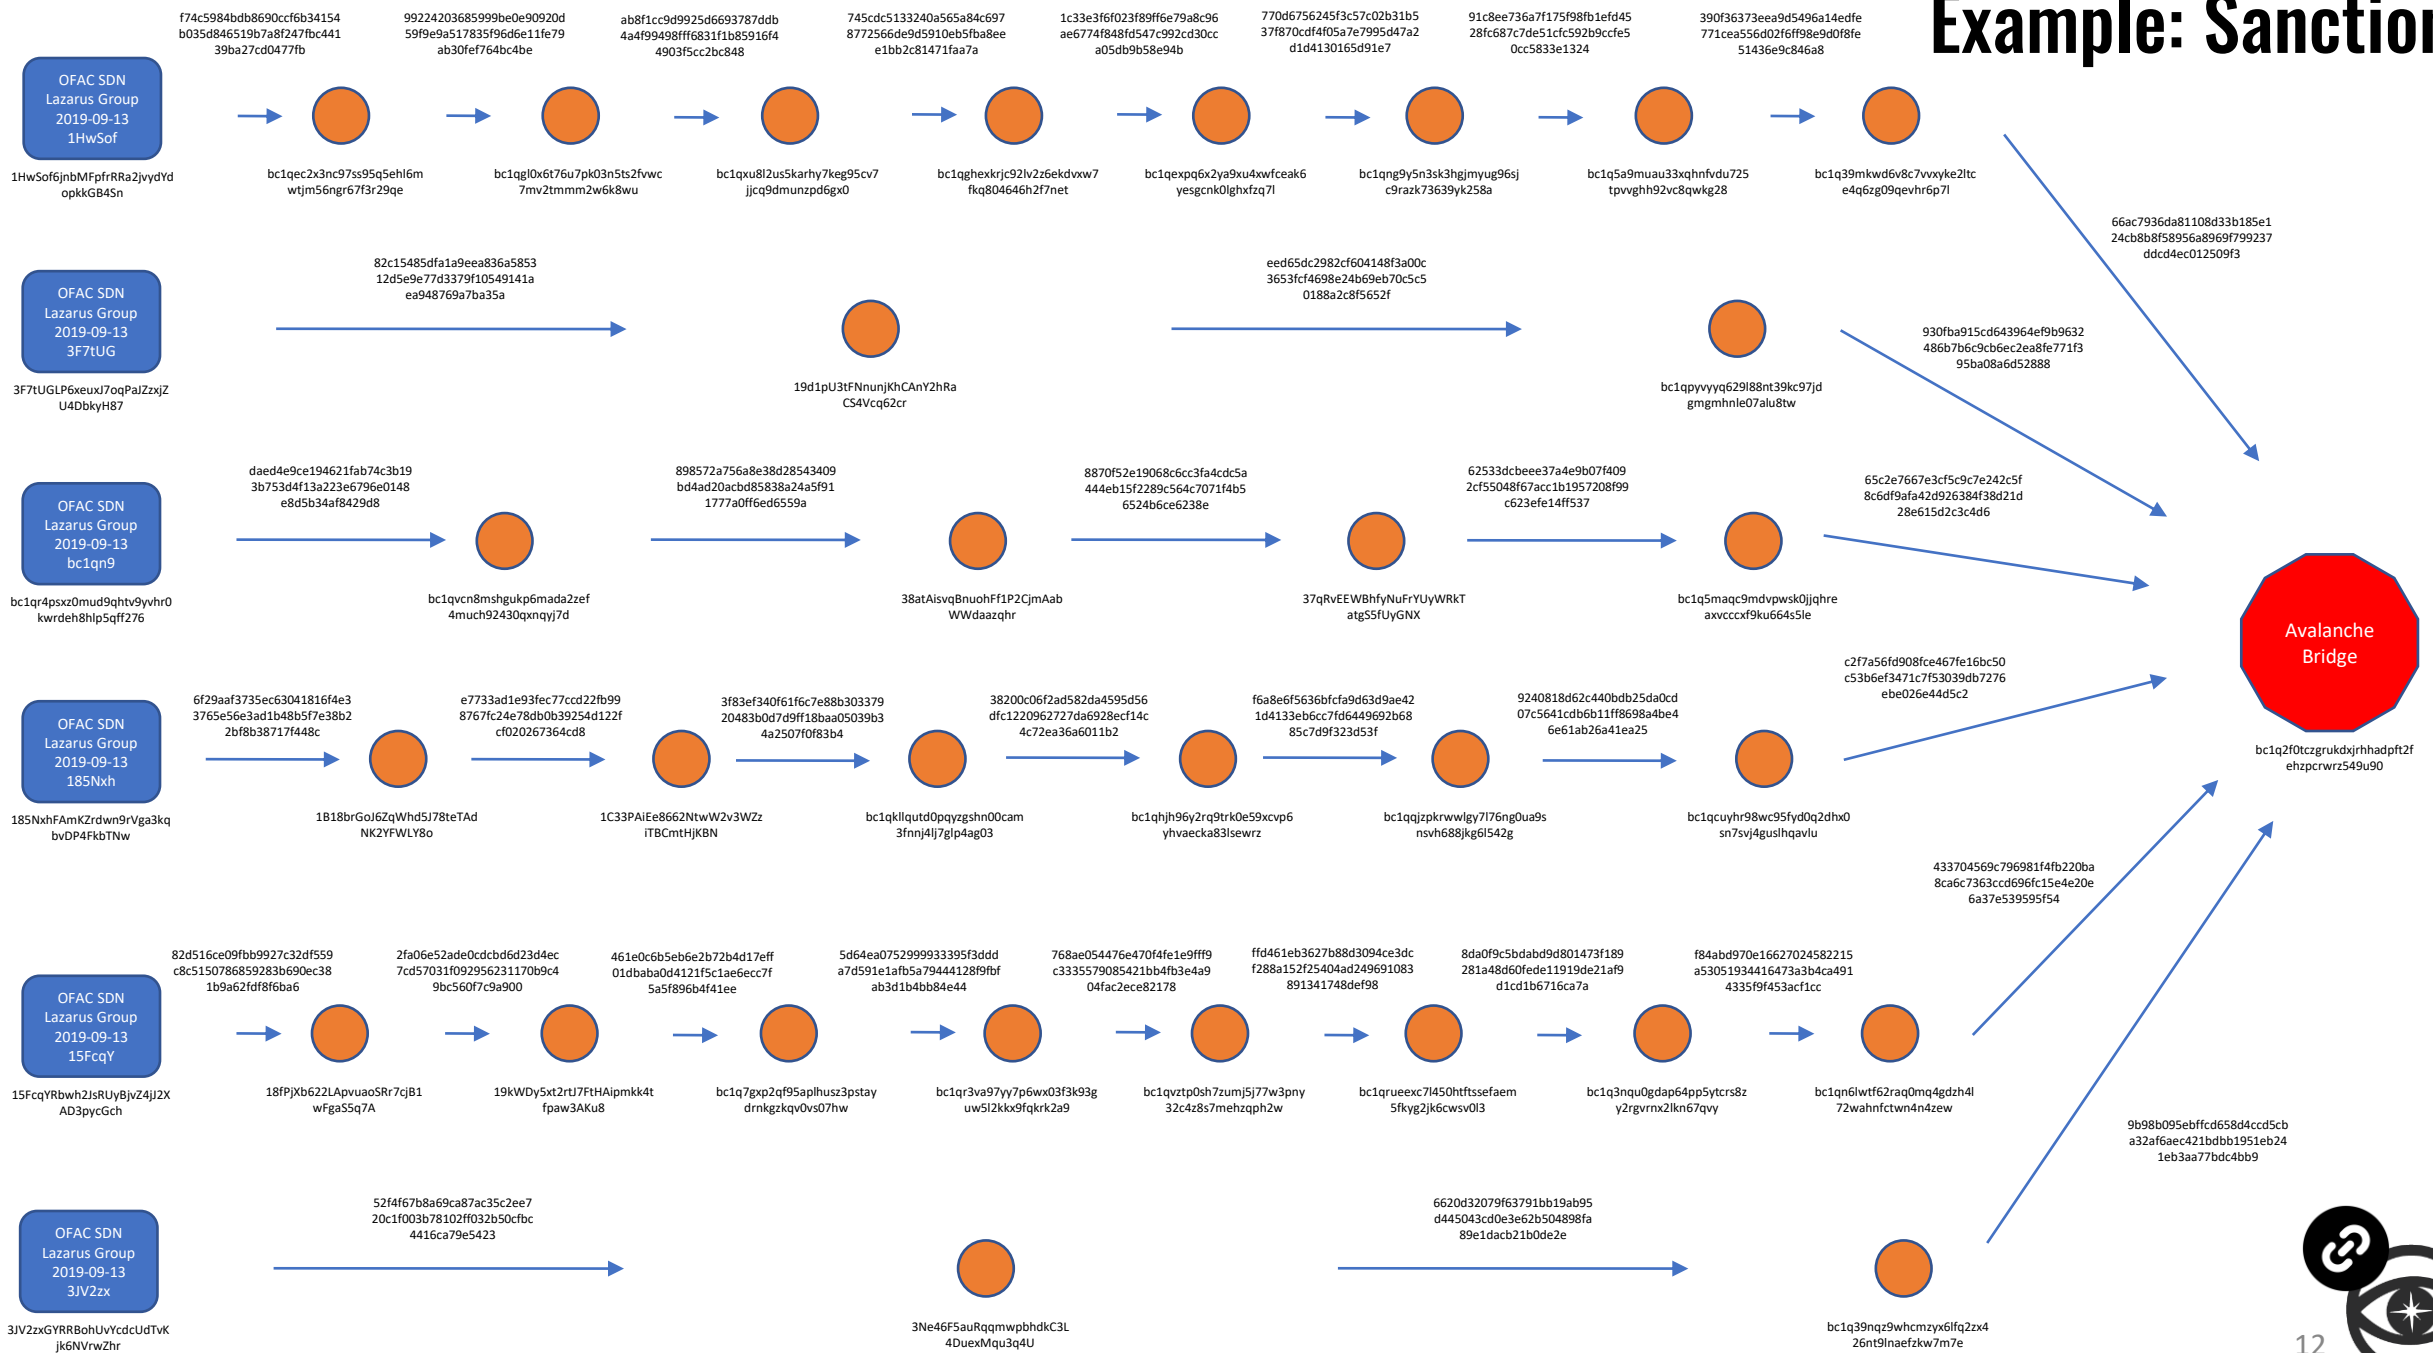 Example: Sanction
f74c5984bdb8690ccf6b34154
b035d846519b7a8f247fbc441
39ba27cd0477fb
99224203685999be0e90920d
59f9e9a517835f96d6e11fe79
ab30fef764bc4be
ab8f1cc9d9925d6693787ddb
4a4f99498fff6831f1b85916f4
4903f5cc2bc848
745cdc5133240a565a84c697
8772566de9d5910eb5fba8ee
e1bb2c81471faa7a
1c33e3f6f023f89ff6e79a8c96
ae6774f848fd547c992cd30cc
a05db9b58e94b
770d6756245f3c57c02b31b5
37f870cdf4f05a7e7995d47a2
d1d4130165d91e7
91c8ee736a7f175f98fb1efd45
28fc687c7de51cfc592b9ccfe5
0cc5833e1324
390f36373eea9d5496a14edfe
771cea556d02f6ff98e9d0f8fe
51436e9c846a8
OFAC SDN
Lazarus Group
2019-09-13
1HwSof
1HwSof6jnbMFpfrRRa2jvydYd
opkkGB4Sn
bc1qec2x3nc97ss95q5ehl6m
wtjm56ngr67f3r29qe
bc1qgl0x6t76u7pk03n5ts2fvwc
7mv2tmmm2w6k8wu
bc1qxu8l2us5karhy7keg95cv7
jjcq9dmunzpd6gx0
bc1qghexkrjc92lv2z6ekdvxw7
fkq804646h2f7net
bc1qexpq6x2ya9xu4xwfceak6
yesgcnk0lghxfzq7l
bc1qng9y5n3sk3hgjmyug96sj
c9razk73639yk258a
bc1q5a9muau33xqhnfvdu725
tpvvghh92vc8qwkg28
bc1q39mkwd6v8c7vvxyke2ltc
e4q6zg09qevhr6p7l
66ac7936da81108d33b185e1
24cb8b8f58956a8969f799237
ddcd4ec012509f3
82c15485dfa1a9eea836a5853
12d5e9e77d3379f10549141a
ea948769a7ba35a
eed65dc2982cf604148f3a00c
3653fcf4698e24b69eb70c5c5
0188a2c8f5652f
OFAC SDN
Lazarus Group
2019-09-13
3F7tUG
3F7tUGLP6xeuxJ7oqPaJZzxjZ
U4DbkyH87
19d1pU3tFNnunjKhCAnY2hRa
CS4Vcq62cr
bc1qpyvyyq629l88nt39kc97jd
gmgmhnle07alu8tw
930fba915cd643964ef9b9632
486b7b6c9cb6ec2ea8fe771f3
95ba08a6d52888
daed4e9ce194621fab74c3b19
3b753d4f13a223e6796e0148
e8d5b34af8429d8
898572a756a8e38d28543409
bd4ad20acbd85838a24a5f91
1777a0ff6ed6559a
8870f52e19068c6cc3fa4cdc5a
444eb15f2289c564c7071f4b5
6524b6ce6238e
62533dcbeee37a4e9b07f409
2cf55048f67acc1b1957208f99
c623efe14ff537
65c2e7667e3cf5c9c7e242c5f
8c6df9afa42d926384f38d21d
28e615d2c3c4d6
OFAC SDN
Lazarus Group
2019-09-13
bc1qn9
bc1qr4psxz0mud9qhtv9yvhr0
kwrdeh8hlp5qff276
bc1qvcn8mshgukp6mada2zef
4much92430qxnqyj7d
38atAisvqBnuohFf1P2CjmAab
WWdaazqhr
37qRvEEWBhfyNuFrYUyWRkT
atgS5fUyGNX
bc1q5maqc9mdvpwsk0jjqhre
axvcccxf9ku664s5le
Avalanche
Bridge
bc1q2f0tczgrukdxjrhhadpft2f
ehzpcrwrz549u90
6f29aaf3735ec63041816f4e3
3765e56e3ad1b48b5f7e38b2
2bf8b38717f448c
e7733ad1e93fec77ccd22fb99
8767fc24e78db0b39254d122f
cf020267364cd8
3f83ef340f61f6c7e88b303379
20483b0d7d9ff18baa05039b3
4a2507f0f83b4
38200c06f2ad582da4595d56
dfc1220962727da6928ecf14c
4c72ea36a6011b2
f6a8e6f5636bfcfa9d63d9ae42
1d4133eb6cc7fd6449692b68
85c7d9f323d53f
9240818d62c440bdb25da0cd
07c5641cdb6b11ff8698a4be4
6e61ab26a41ea25
c2f7a56fd908fce467fe16bc50
c53b6ef3471c7f53039db7276
ebe026e44d5c2
OFAC SDN
Lazarus Group
2019-09-13
185Nxh
185NxhFAmKZrdwn9rVga3kq
bvDP4FkbTNw
1B18brGoJ6ZqWhd5J78teTAd
NK2YFWLY8o
1C33PAiEe8662NtwW2v3WZz
iTBCmtHjKBN
bc1qkllqutd0pqyzgshn00cam
3fnnj4lj7glp4ag03
bc1qhjh96y2rq9trk0e59xcvp6
yhvaecka83lsewrz
bc1qqjzpkrwwlgy7l76ng0ua9s
nsvh688jkg6l542g
bc1qcuyhr98wc95fyd0q2dhx0
sn7svj4guslhqavlu
433704569c796981f4fb220ba
8ca6c7363ccd696fc15e4e20e
6a37e539595f54
82d516ce09fbb9927c32df559
c8c5150786859283b690ec38
1b9a62fdf8f6ba6
2fa06e52ade0cdcbd6d23d4ec
7cd57031f092956231170b9c4
9bc560f7c9a900
461e0c6b5eb6e2b72b4d17eff
01dbaba0d4121f5c1ae6ecc7f
5a5f896b4f41ee
5d64ea0752999933395f3ddd
a7d591e1afb5a79444128f9fbf
ab3d1b4bb84e44
768ae054476e470f4fe1e9fff9
c3335579085421bb4fb3e4a9
04fac2ece82178
ffd461eb3627b88d3094ce3dc
f288a152f25404ad249691083
891341748def98
8da0f9c5bdabd9d801473f189
281a48d60fede11919de21af9
d1cd1b6716ca7a
f84abd970e16627024582215
a53051934416473a3b4ca491
4335f9f453acf1cc
OFAC SDN
Lazarus Group
2019-09-13
15FcqY
15FcqYRbwh2JsRUyBjvZ4jJ2X
AD3pycGch
18fPjXb622LApvuaoSRr7cjB1
wFgaS5q7A
19kWDy5xt2rtJ7FtHAipmkk4t
fpaw3AKu8
bc1q7gxp2qf95aplhusz3pstay
drnkgzkqv0vs07hw
bc1qr3va97yy7p6wx03f3k93g
uw5l2kkx9fqkrk2a9
bc1qvztp0sh7zumj5j77w3pny
32c4z8s7mehzqph2w
bc1qrueexc7l450htftssefaem
5fkyg2jk6cwsv0l3
bc1q3nqu0gdap64pp5ytcrs8z
y2rgvrnx2lkn67qvy
bc1qn6lwtf62raq0mq4gdzh4l
72wahnfctwn4n4zew
9b98b095ebffcd658d4ccd5cb
a32af6aec421bdbb1951eb24
1eb3aa77bdc4bb9
52f4f67b8a69ca87ac35c2ee7
20c1f003b78102ff032b50cfbc
4416ca79e5423
6620d32079f63791bb19ab95
d445043cd0e3e62b504898fa
89e1dacb21b0de2e
OFAC SDN
Lazarus Group
2019-09-13
3JV2zx
3JV2zxGYRRBohUvYcdcUdTvK
jk6NVrwZhr
3Ne46F5auRqqmwpbhdkC3L
4DuexMqu3q4U
bc1q39nqz9whcmzyx6lfq2zx4
26nt9lnaefzkw7m7e
12